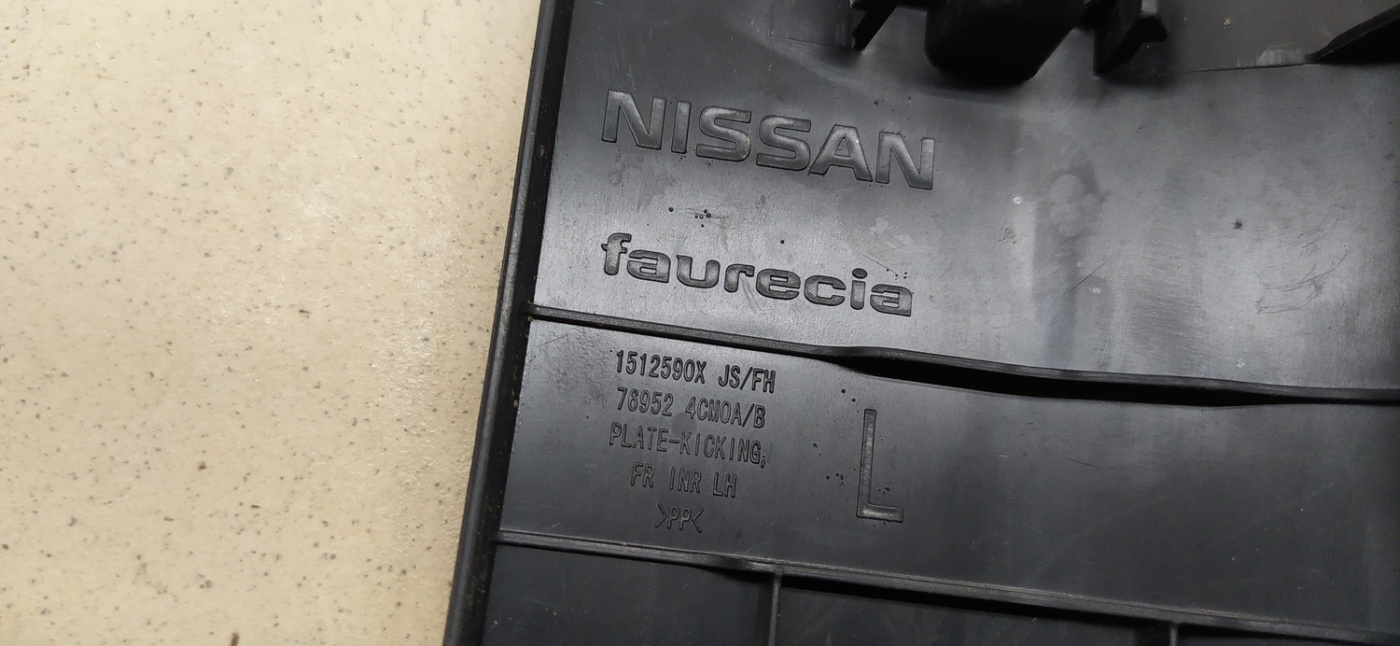 NISSAN
faurecia
1512590X JS/FH
76952 4CM0A/B
PLATE-KICKING,
FR INR LH
>PP<
L